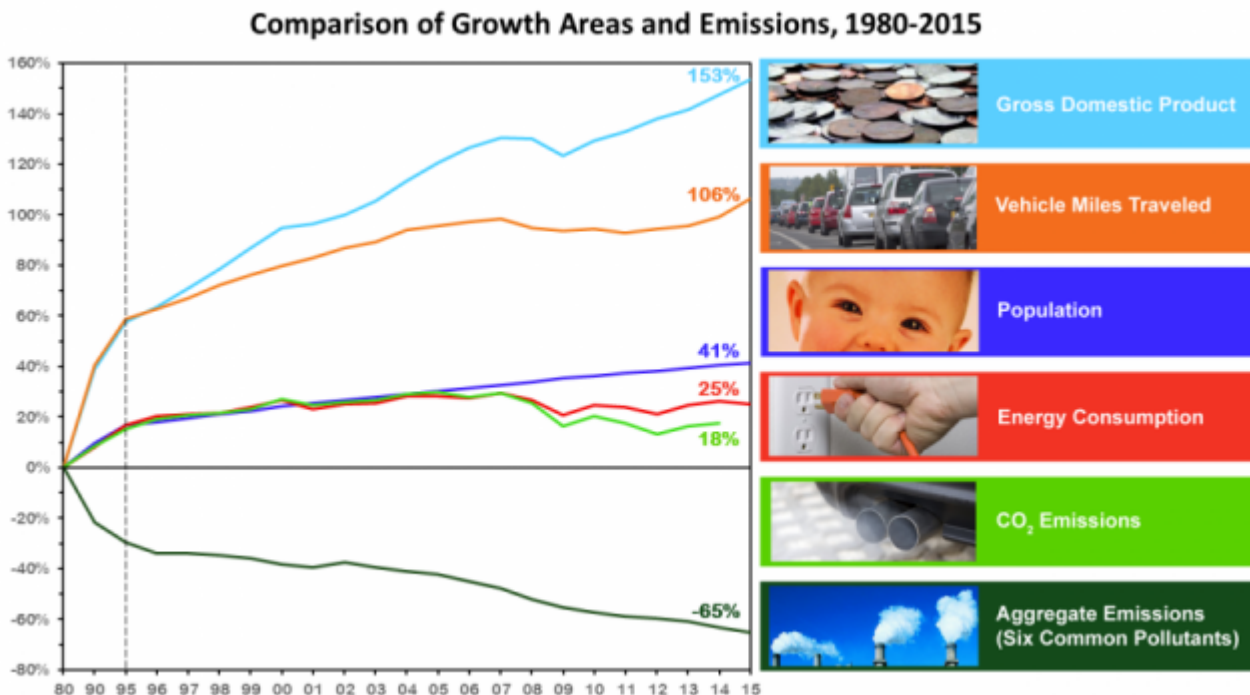 Comparison of Growth Areas and Emissions, 1980-2015
160%
140%
120%
100%
80%
60%
40%
20%
0%
-20%
-40%
-60%
-80%
153%
106%
41%
25%
18%
-65%
80 90 95 96 97 98 99 00 01 02 03 04 05 06 07 08 09 10 11 12 13 14 15
Gross Domestic Product
Vehicle Miles Traveled
Population
Energy Consumption
CO₂ Emissions
Aggregate Emissions
(Six Common Pollutants)